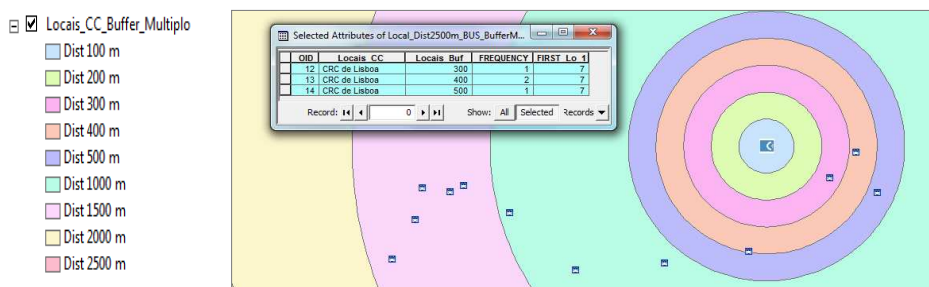 Locais_CC_Buffer_Multiplo
Dist 100 m
Dist 200 m
Dist 300 m
Dist 400 m
Dist 500 m
Dist 1000 m
Dist 1500 m
Dist 2000 m
Dist 2500 m
Selected Attributes of Local_Dist2500m_BUS_BufferM...
OID Locais_CC Locais_Buf FREQUENCY FIRST_Lo_1
12 CRC de Lisboa 300 1 7
13 CRC de Lisboa 400 2 7
14 CRC de Lisboa 500 1 7
Record: 0 Show: All Selected Records